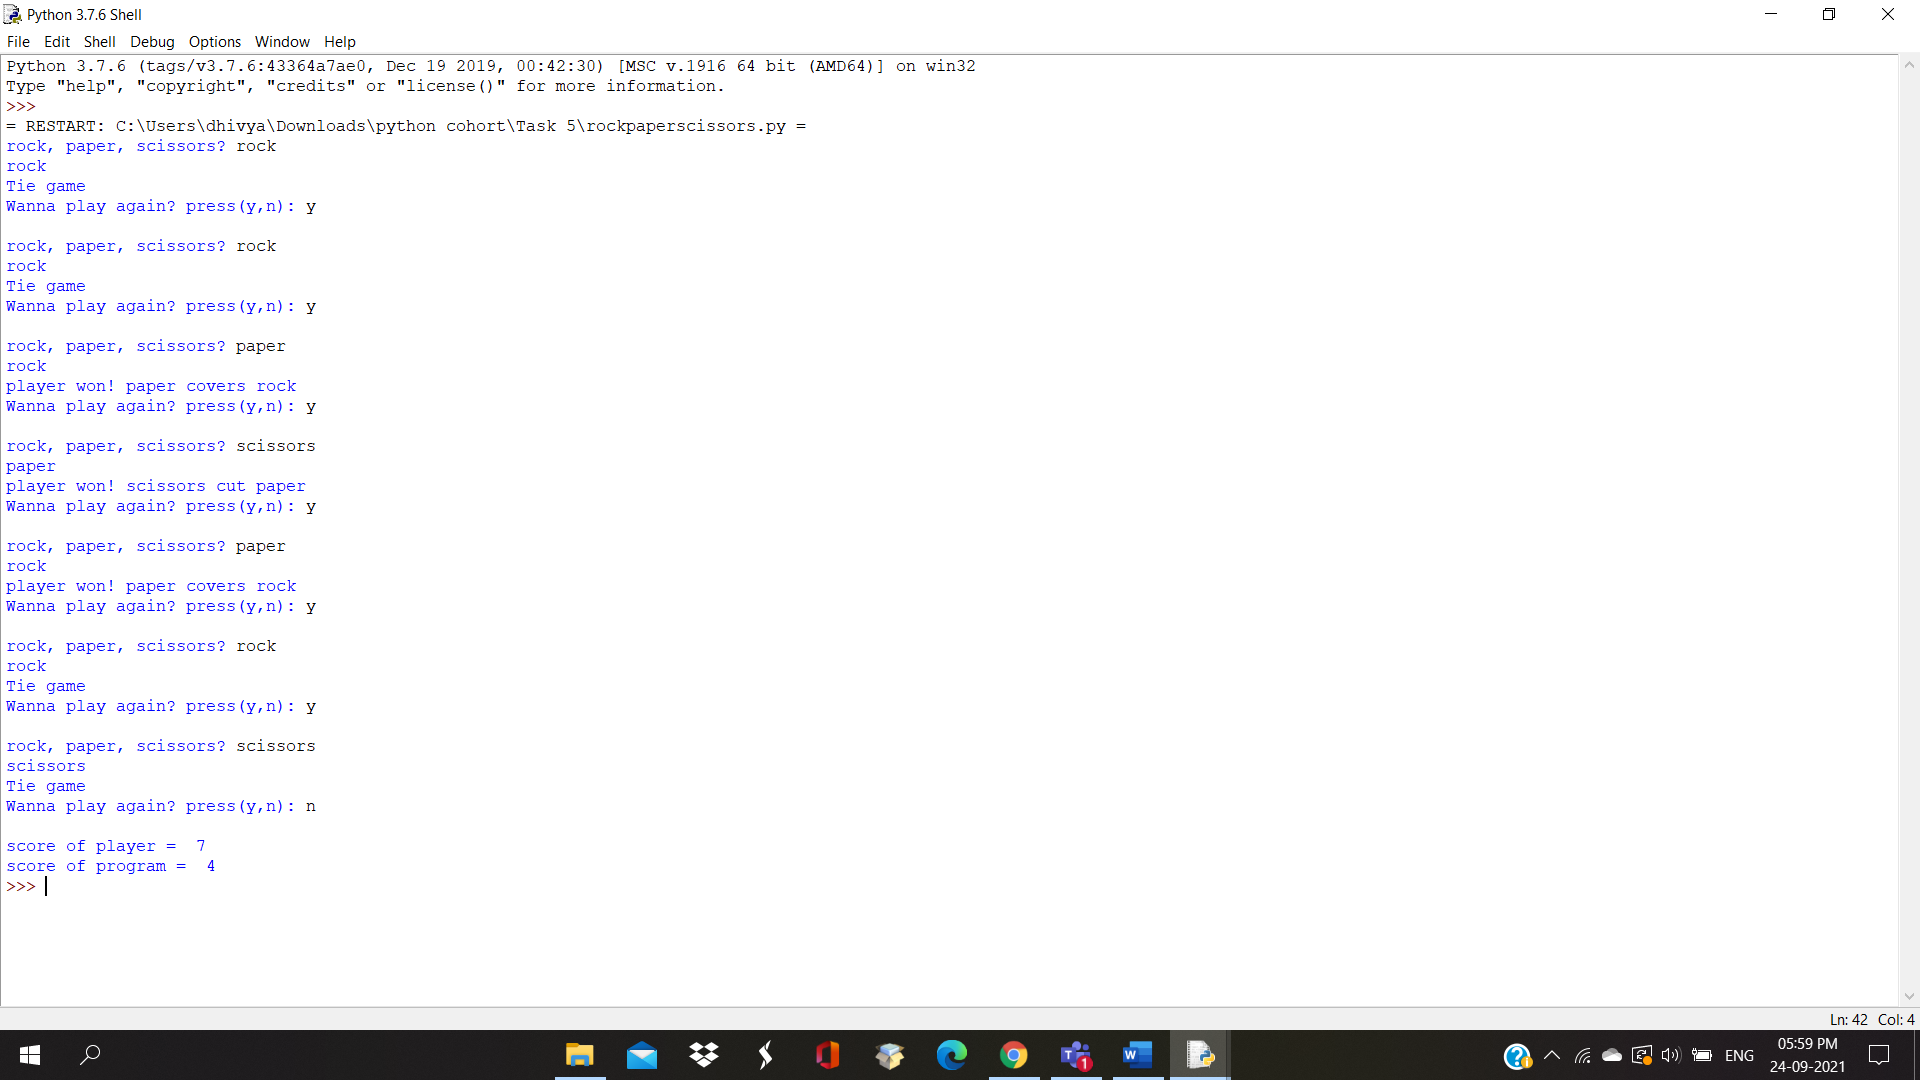 Python 3.7.6 Shell
File Edit Shell Debug Options Window Help
Python 3.7.6 (tags/v3.7.6:43364a7ae0, Dec 19 2019, 00:42:30) [MSC v.1916 64 bit (AMD64)] on win32
Type "help", "copyright", "credits" or "license()" for more information.
>>>
= RESTART: C:\Users\dhivya\Downloads\python cohort\Task 5\rockpaperscissors.py =
rock, paper, scissors? rock
rock
Tie game
Wanna play again? press(y,n): y
rock, paper, scissors? rock
rock
Tie game
Wanna play again? press(y,n): y
rock, paper, scissors? paper
rock
player won! paper covers rock
Wanna play again? press(y,n): y
rock, paper, scissors? scissors
paper
player won! scissors cut paper
Wanna play again? press(y,n): y
rock, paper, scissors? paper
rock
player won! paper covers rock
Wanna play again? press(y,n): y
rock, paper, scissors? rock
rock
Tie game
Wanna play again? press(y,n): y
rock, paper, scissors? scissors
scissors
Tie game
Wanna play again? press(y,n): n
score of player =  7
score of program =  4
>>>
Ln: 42 Col: 4
ENG
05:59 PM
24-09-2021